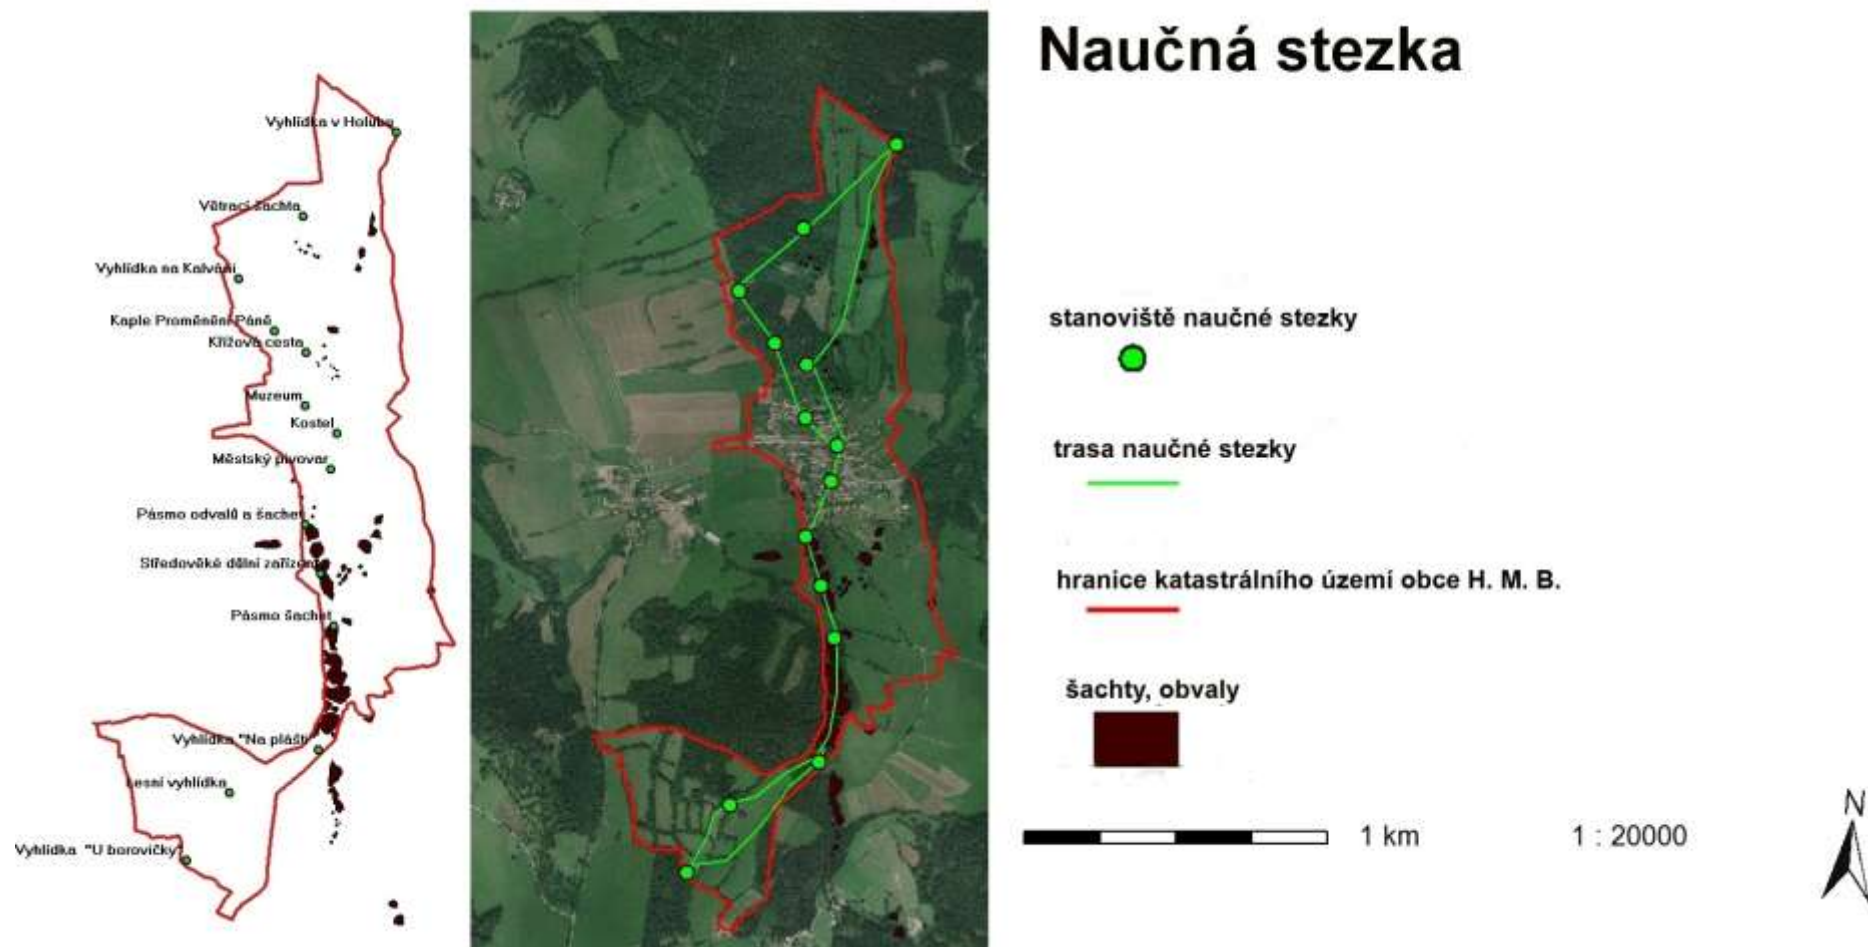 Naučná stezka
Vyhlídka v Holubu
Větrací šachta
Vyhlídka na Kalvárii
Kaple Proměnění Páně
Křížová cesta
Muzeum
Kostel
Městský pivovar
Pásmo odvalů a šachet
Středověké důlní zařízení
Pásmo šachet
Vyhlídka "Na plášti"
Lesní vyhlídka
Vyhlídka "U borovičky"
stanoviště naučné stezky
trasa naučné stezky
hranice katastrálního území obce H. M. B.
šachty, obvaly
1 km
1 : 20000
N